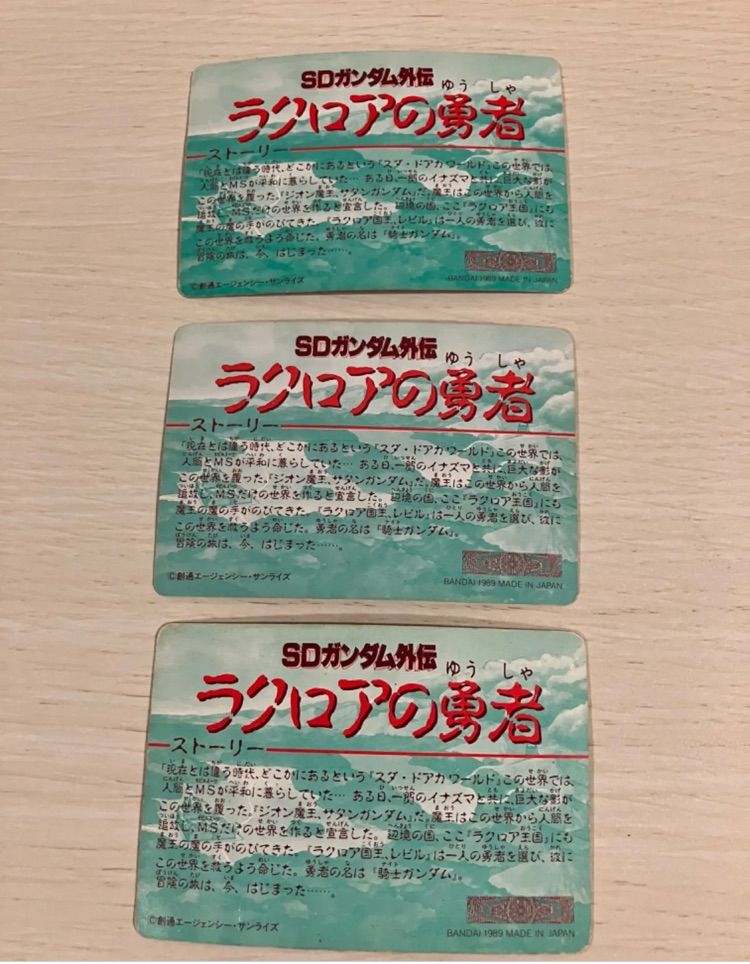 SDガンダム外伝
ゆう しゃ
ラクロアの勇者
ストーリー
「現在とは違う時代、どこかにあるという『スダ・ドアカワールド』この世界では、
人間とMSが平和に暮らしていた…ある日、一筋のイナズマと共に、巨大な影が
この世界を覆った。『ジオン魔王、サタンガンダム』だ。魔王はこの世界から人間を
追放し、MSだけの世界を作ると宣言した。辺境の国、ここ『ラクロア王国』にも
魔王の魔の手がのびてきた。『ラクロア国王、レビル』は一人の勇者を選び、彼に
この世界を救うよう命じた。勇者の名は『騎士ガンダム』。
冒険の旅は、今、はじまった……。
©創通エージェンシー・サンライズ
BANDAI 1989 MADE IN JAPAN
SDガンダム外伝
ゆう しゃ
ラクロアの勇者
ストーリー
「現在とは違う時代、どこかにあるという『スダ・ドアカワールド』この世界では、
人間とMSが平和に暮らしていた…ある日、一筋のイナズマと共に、巨大な影が
この世界を覆った。『ジオン魔王、サタンガンダム』だ。魔王はこの世界から人間を
追放し、MSだけの世界を作ると宣言した。辺境の国、ここ『ラクロア王国』にも
魔王の魔の手がのびてきた。『ラクロア国王、レビル』は一人の勇者を選び、彼に
この世界を救うよう命じた。勇者の名は『騎士ガンダム』。
冒険の旅は、今、はじまった……。
©創通エージェンシー・サンライズ
BANDAI 1989 MADE IN JAPAN
SDガンダム外伝
ゆう しゃ
ラクロアの勇者
ストーリー
「現在とは違う時代、どこかにあるという『スダ・ドアカワールド』この世界では、
人間とMSが平和に暮らしていた…ある日、一筋のイナズマと共に、巨大な影が
この世界を覆った。『ジオン魔王、サタンガンダム』だ。魔王はこの世界から人間を
追放し、MSだけの世界を作ると宣言した。辺境の国、ここ『ラクロア王国』にも
魔王の魔の手がのびてきた。『ラクロア国王、レビル』は一人の勇者を選び、彼に
この世界を救うよう命じた。勇者の名は『騎士ガンダム』。
冒険の旅は、今、はじまった……。
©創通エージェンシー・サンライズ
BANDAI 1989 MADE IN JAPAN